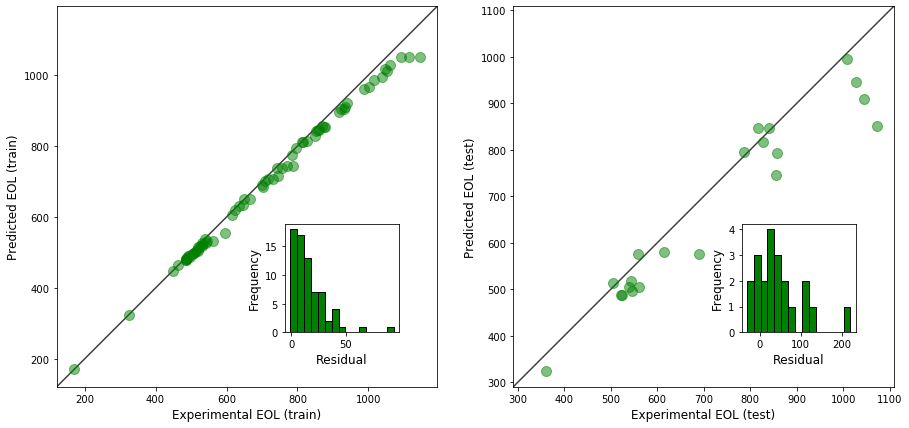 Predicted EOL (train)
1000
800
600
400
200
200 400 600 800 1000
Experimental EOL (train)
Frequency
15
10
5
0
0 50
Residual
Predicted EOL (test)
1100
1000
900
800
700
600
500
400
300
300 400 500 600 700 800 900 1000 1100
Experimental EOL (test)
Frequency
4
3
2
1
0
0 100 200
Residual